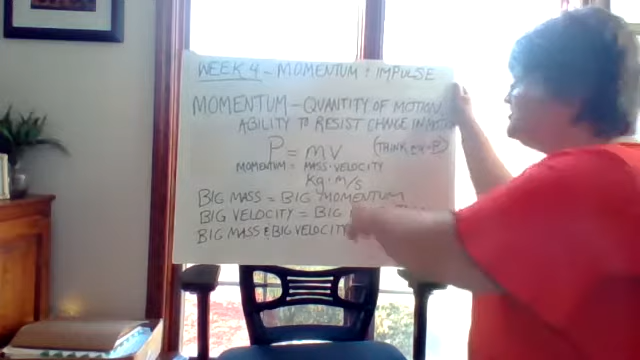 WEEK 4 - MOMENTUM & IMPULSE
MOMENTUM - QUANTITY OF MOTION,
ABILITY TO RESIST CHANGE IN MOTION
P = mv
MOMENTUM = MASS · VELOCITY
kg · m/s
BIG MASS = BIG MOMENTUM
BIG VELOCITY = BIG
BIG MASS & BIG VELOCITY